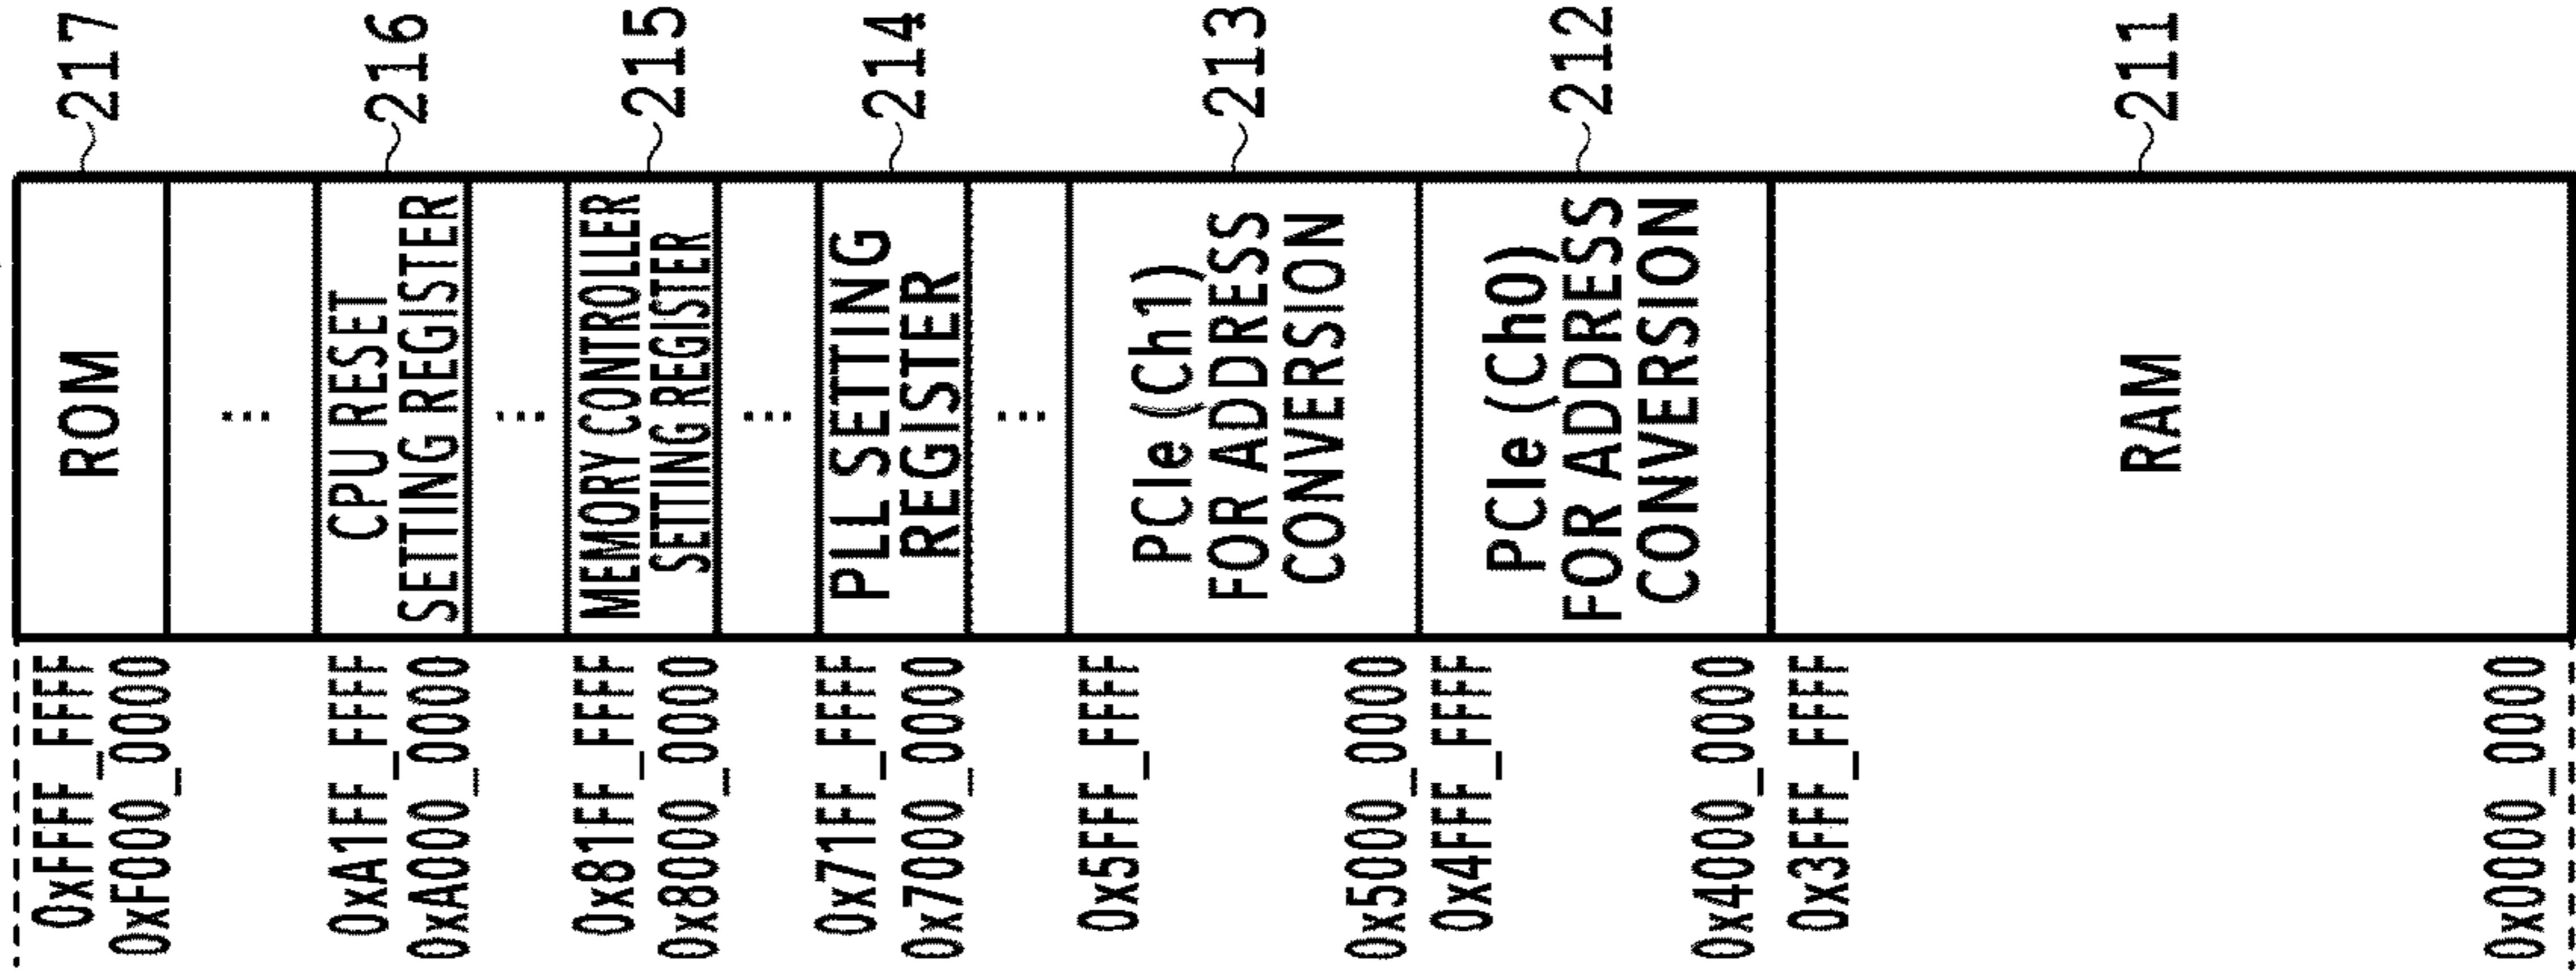 0xFFFF_FFFF
0xF000_0000
ROM
217
...
0xA1FF_FFFF
0xA000_0000
CPU RESET
SETTING REGISTER
216
...
0x81FF_FFFF
0x8000_0000
MEMORY CONTROLLER
SETTING REGISTER
215
...
0x71FF_FFFF
0x7000_0000
PLL SETTING
REGISTER
214
...
0x5FFF_FFFF
0x5000_0000
PCIe (Ch1)
FOR ADDRESS
CONVERSION
213
0x4FFF_FFFF
0x4000_0000
PCIe (Ch0)
FOR ADDRESS
CONVERSION
212
0x3FFF_FFFF
0x0000_0000
RAM
211